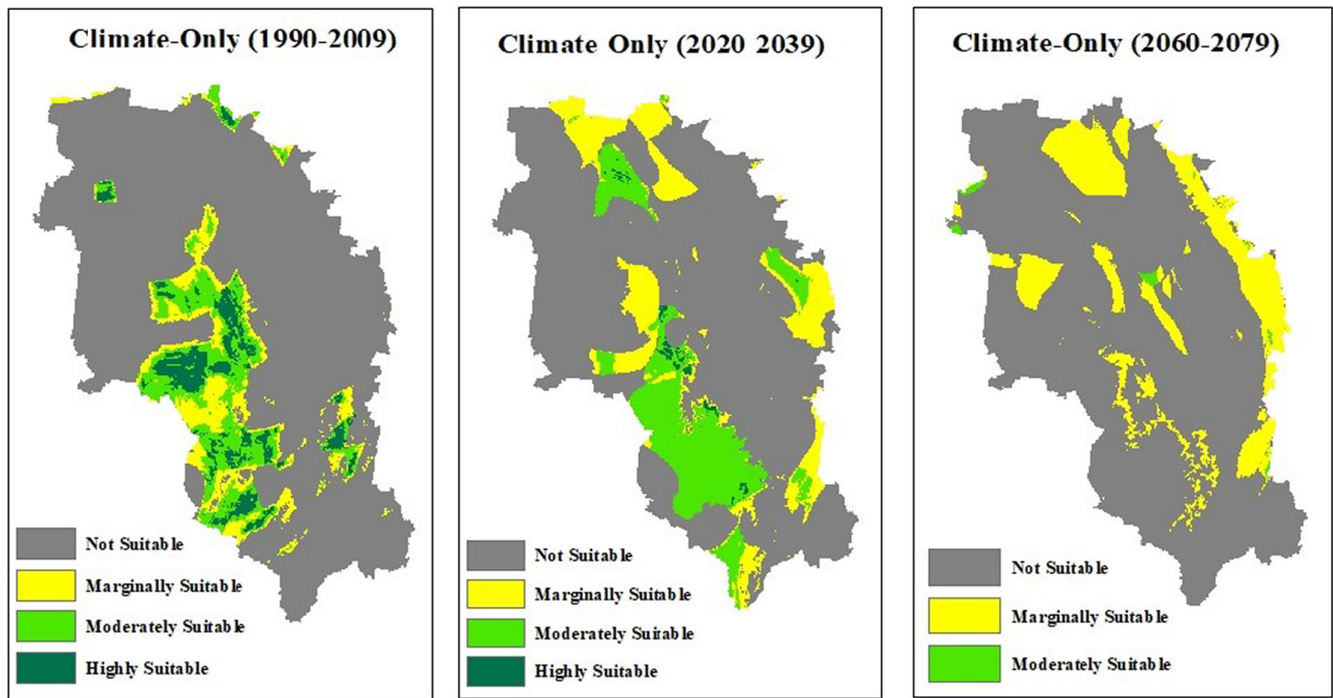 Climate-Only (1990-2009)
Not Suitable
Marginally Suitable
Moderately Suitable
Highly Suitable
Climate Only (2020 2039)
Not Suitable
Marginally Suitable
Moderately Suirable
Highly Suitable
Climate-Only (2060-2079)
Not Suitable
Marginally Suitable
Moderately Suitable